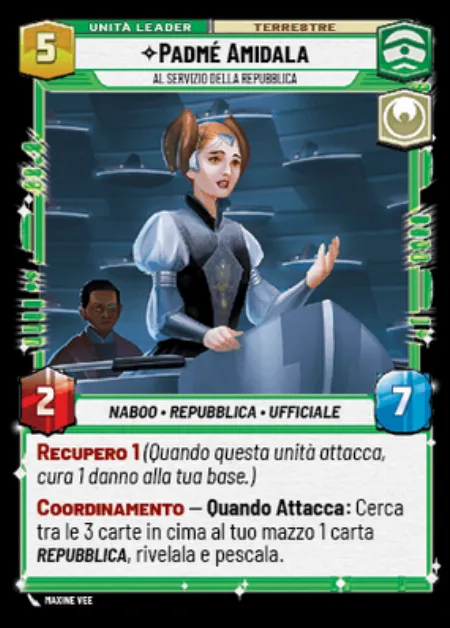 UNITÀ LEADER
TERRESTRE
5
PADMÉ AMIDALA
AL SERVIZIO DELLA REPUBBLICA
2
NABOO • REPUBBLICA • UFFICIALE
7
RECUPERO 1 (Quando questa unità attacca,
cura 1 danno alla tua base.)
COORDINAMENTO – Quando Attacca: Cerca
tra le 3 carte in cima al tuo mazzo 1 carta
REPUBBLICA, rivelala e pescala.
MAXINE VEE